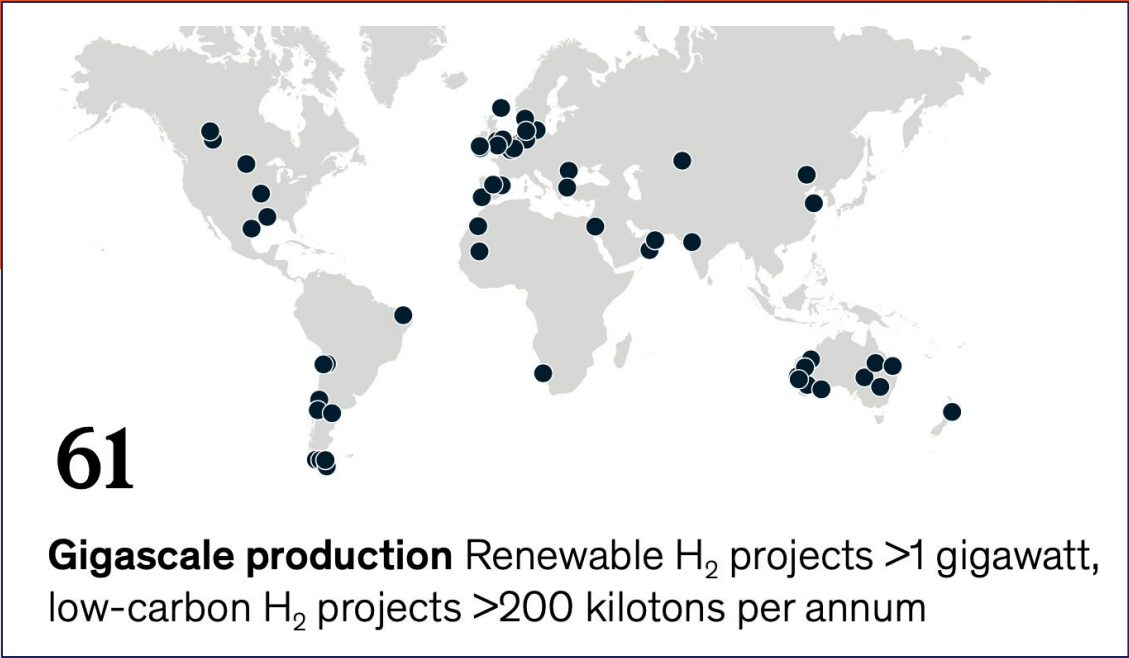 61
Gigascale production Renewable H₂ projects >1 gigawatt,
low-carbon H₂ projects >200 kilotons per annum